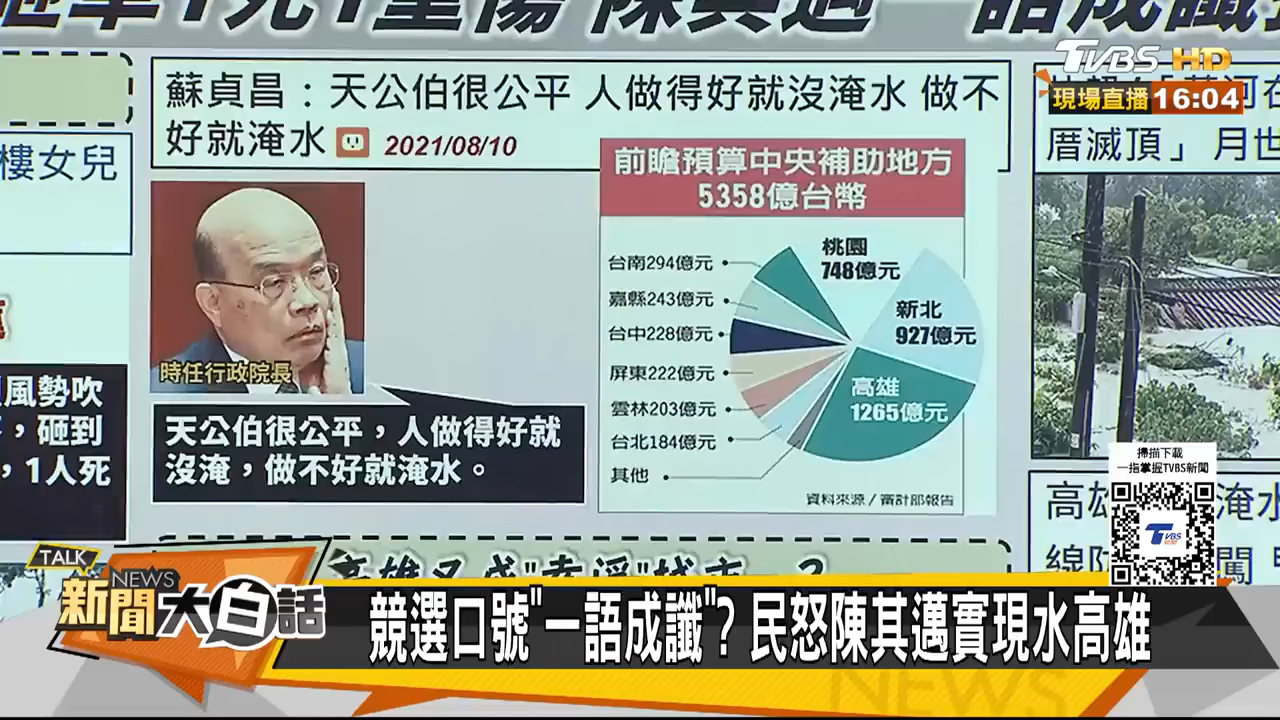 一語成讖
TVBS HD
現場直播 16:04
蘇貞昌：天公伯很公平 人做得好就沒淹水 做不
好就淹水 2021/08/10
樓女兒
厝滅頂」 月世
前瞻預算中央補助地方
5358億台幣
桃園
748億元
新北
927億元
高雄
1265億元
台南294億元
嘉縣243億元
台中228億元
屏東222億元
雲林203億元
台北184億元
其他
資料來源／審計部報告
時任行政院長
天公伯很公平，人做得好就
沒淹，做不好就淹水。
風勢吹
，砸到
，1人死
掃描下載
一指掌握TVBS新聞
TVBS
新聞
TALK
NEWS
新聞大白話
競選口號"一語成讖"？民怒陳其邁實現水高雄
NEWS